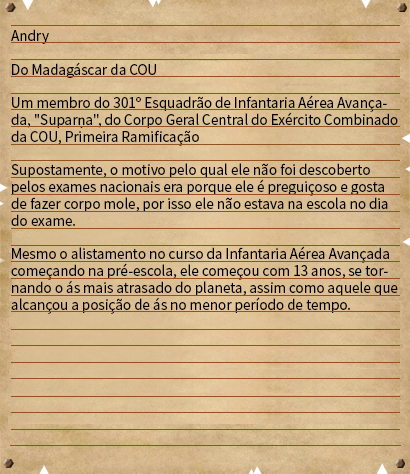 Andry
Do Madagáscar da COU
Um membro do 301º Esquadrão de Infantaria Aérea Avança-
da, "Suparṇa", do Corpo Geral Central do Exército Combinado
da COU, Primeira Ramificação
Supostamente, o motivo pelo qual ele não foi descoberto
pelos exames nacionais era porque ele é preguiçoso e gosta
de fazer corpo mole, por isso ele não estava na escola no dia
do exame.
Mesmo o alistamento no curso da Infantaria Aérea Avançada
começando na pré-escola, ele começou com 13 anos, se tor-
nando o ás mais atrasado do planeta, assim como aquele que
alcançou a posição de ás no menor período de tempo.